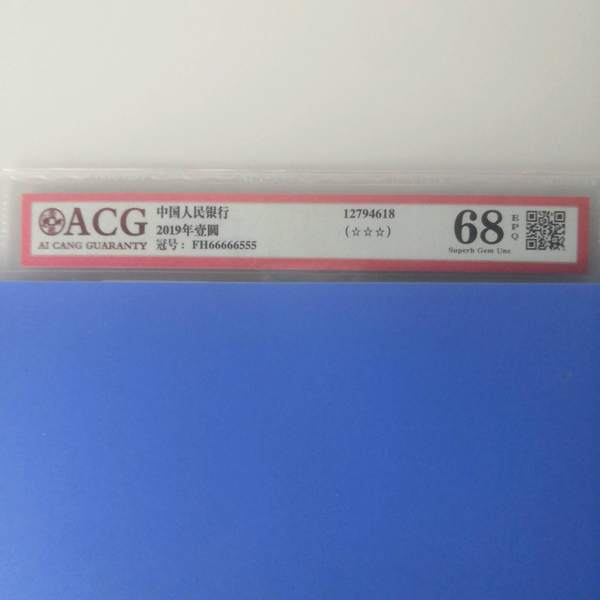 ACG
AI CANG GUARANTY
中国人民银行
2019年壹圆
冠号: FH66666555
12794618
(☆☆☆)
68
EPQ
Superb Gem Unc